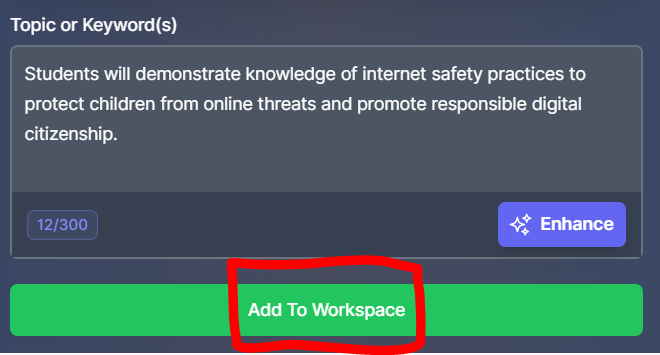 Topic or Keyword(s)
Students will demonstrate knowledge of internet safety practices to
protect children from online threats and promote responsible digital
citizenship.
12/300
Enhance
Add To Workspace